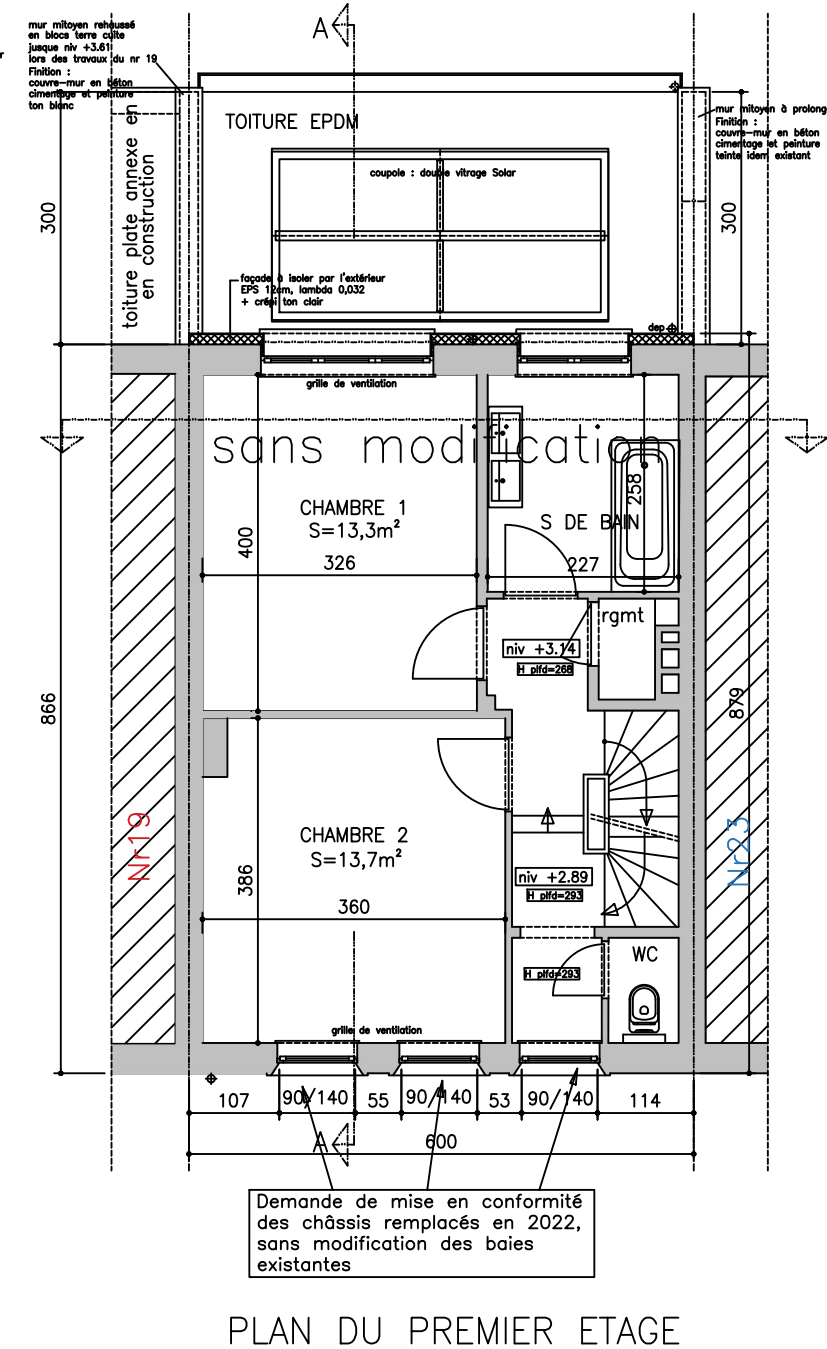 A
mur mitoyen rehaussé
en blocs terre cuite
jusque niv +3.61
lors des travaux du nr 19
Finition :
couvre-mur en béton
cimentage et peinture
ton blanc
r
toiture plate annexe en
en construction
TOITURE EPDM
coupole : double vitrage Solar
mur mitoyen à prolong
Finition :
couvre-mur en béton
cimentage et peinture
teinte idem existant
300
300
façade à isoler par l'extérieur
EPS 12cm, lambda 0,032
+ crépi ton clair
dep
grille de ventilation
sans modification
CHAMBRE 1
S=13,3m²
326
400
258
S DE BAIN
227
rgmt
niv +3.14
H plfd=268
866
879
Nr19
Nr23
CHAMBRE 2
S=13,7m²
386
360
niv +2.89
H plfd=293
H plfd=293
WC
grille de ventilation
107
90/140
55
90/140
53
90/140
114
A
600
Demande de mise en conformité
des châssis remplacés en 2022,
sans modification des baies
existantes
PLAN DU PREMIER ETAGE